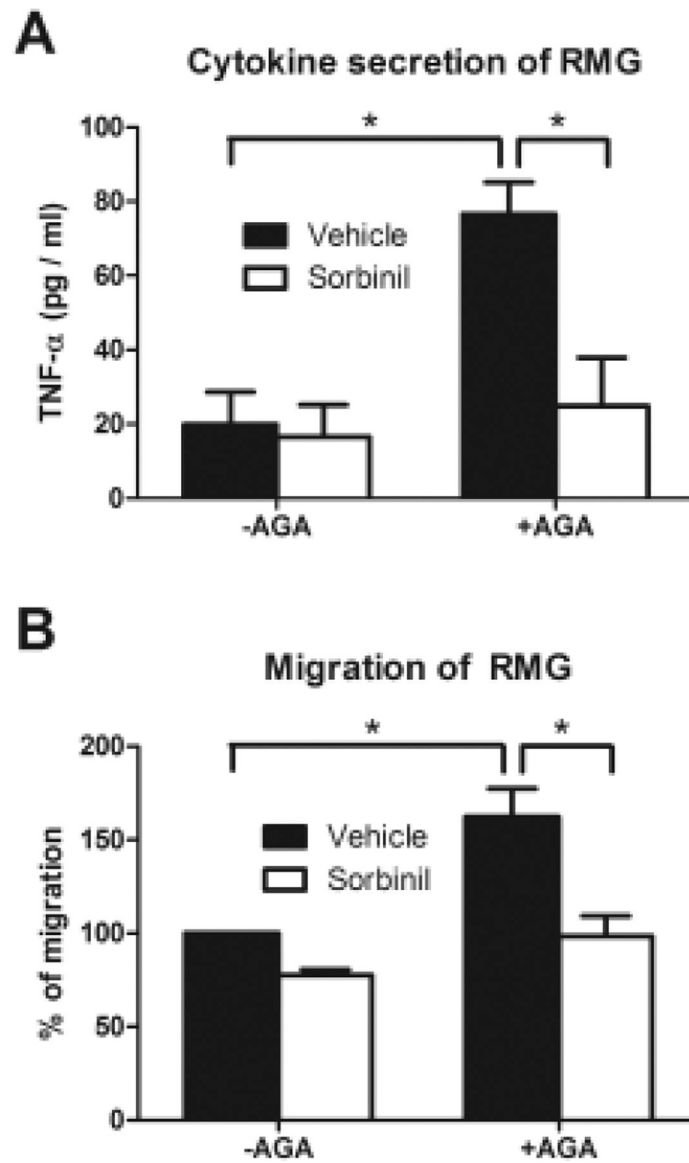 A
Cytokine secretion of RMG
TNF-α (pg / ml)
100
80
60
40
20
0
*
*
Vehicle
Sorbinil
-AGA
+AGA
B
Migration of RMG
% of migration
200
150
100
50
0
*
*
Vehicle
Sorbinil
-AGA
+AGA